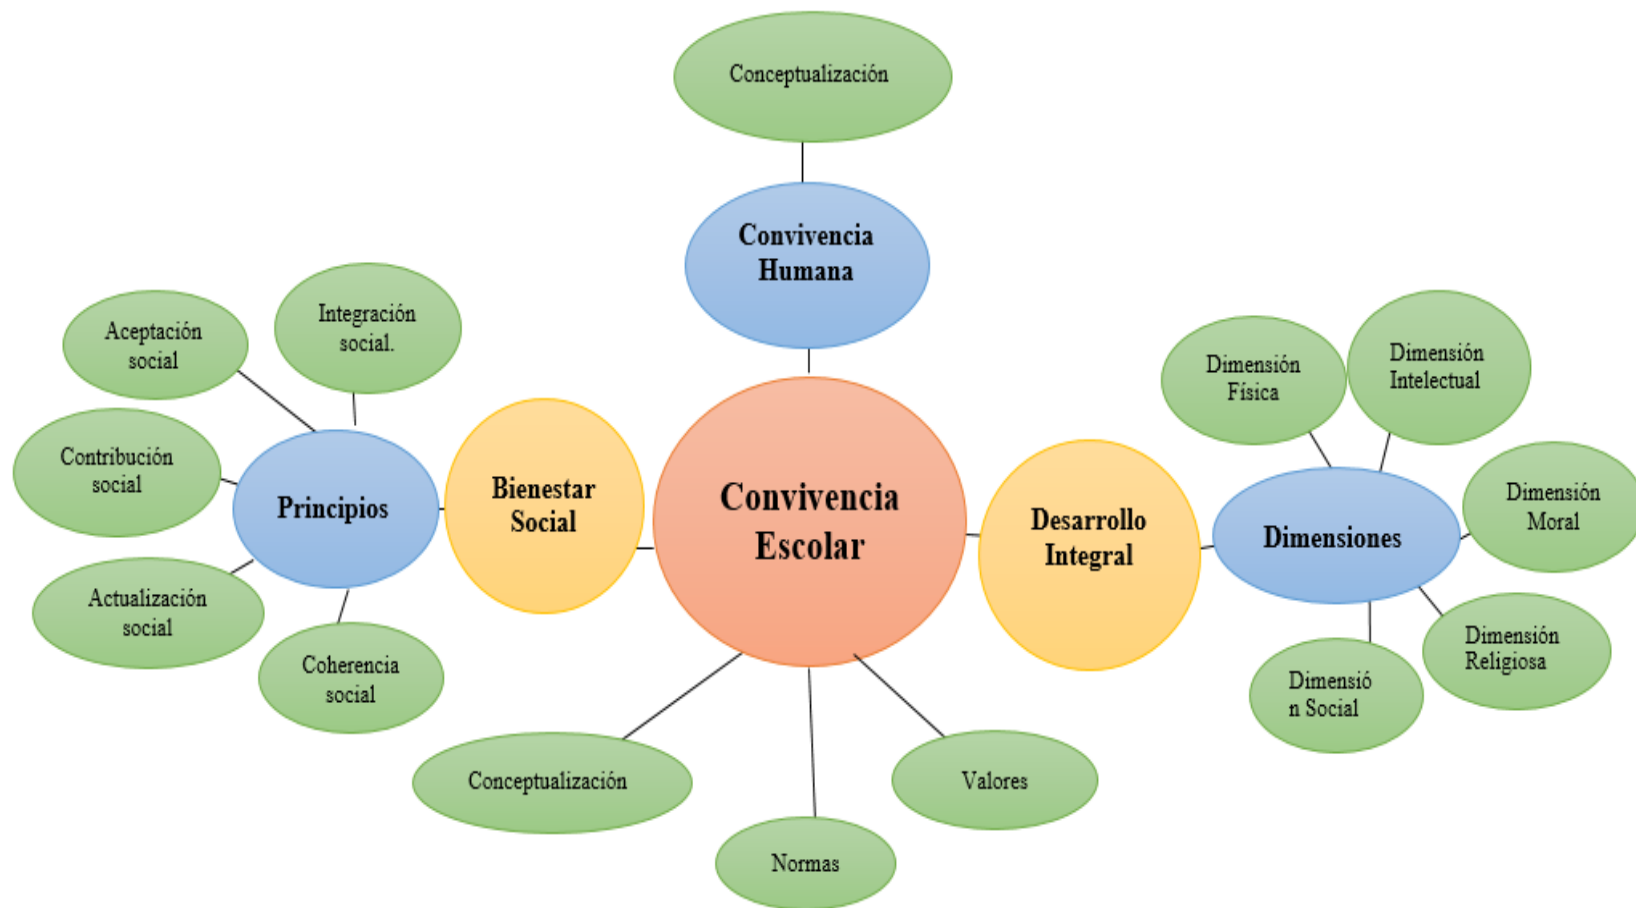 Conceptualización
Convivencia
Humana
Integración
social.
Aceptación
social
Contribución
social
Principios
Actualización
social
Coherencia
social
Bienestar
Social
Convivencia
Escolar
Desarrollo
Integral
Dimensiones
Dimensión
Física
Dimensión
Intelectual
Dimensión
Moral
Dimensión
Religiosa
Dimensió
n Social
Conceptualización
Normas
Valores